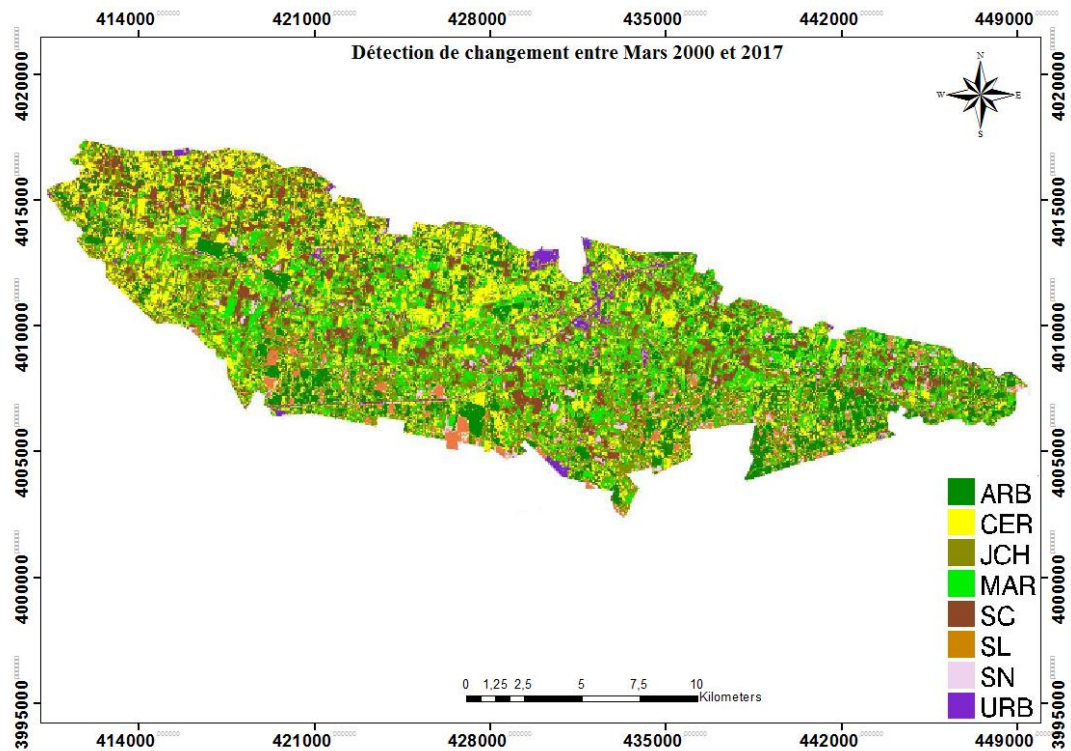 414000 421000 428000 435000 442000 449000
Détection de changement entre Mars 2000 et 2017
N
W E
S
4020000 4020000
4015000 4015000
4010000 4010000
4005000 4005000
4000000 4000000
3995000 3995000
ARB
CER
JCH
MAR
SC
SL
SN
URB
0 1,25 2,5 5 7,5 10
Kilometers
414000 421000 428000 435000 442000 449000